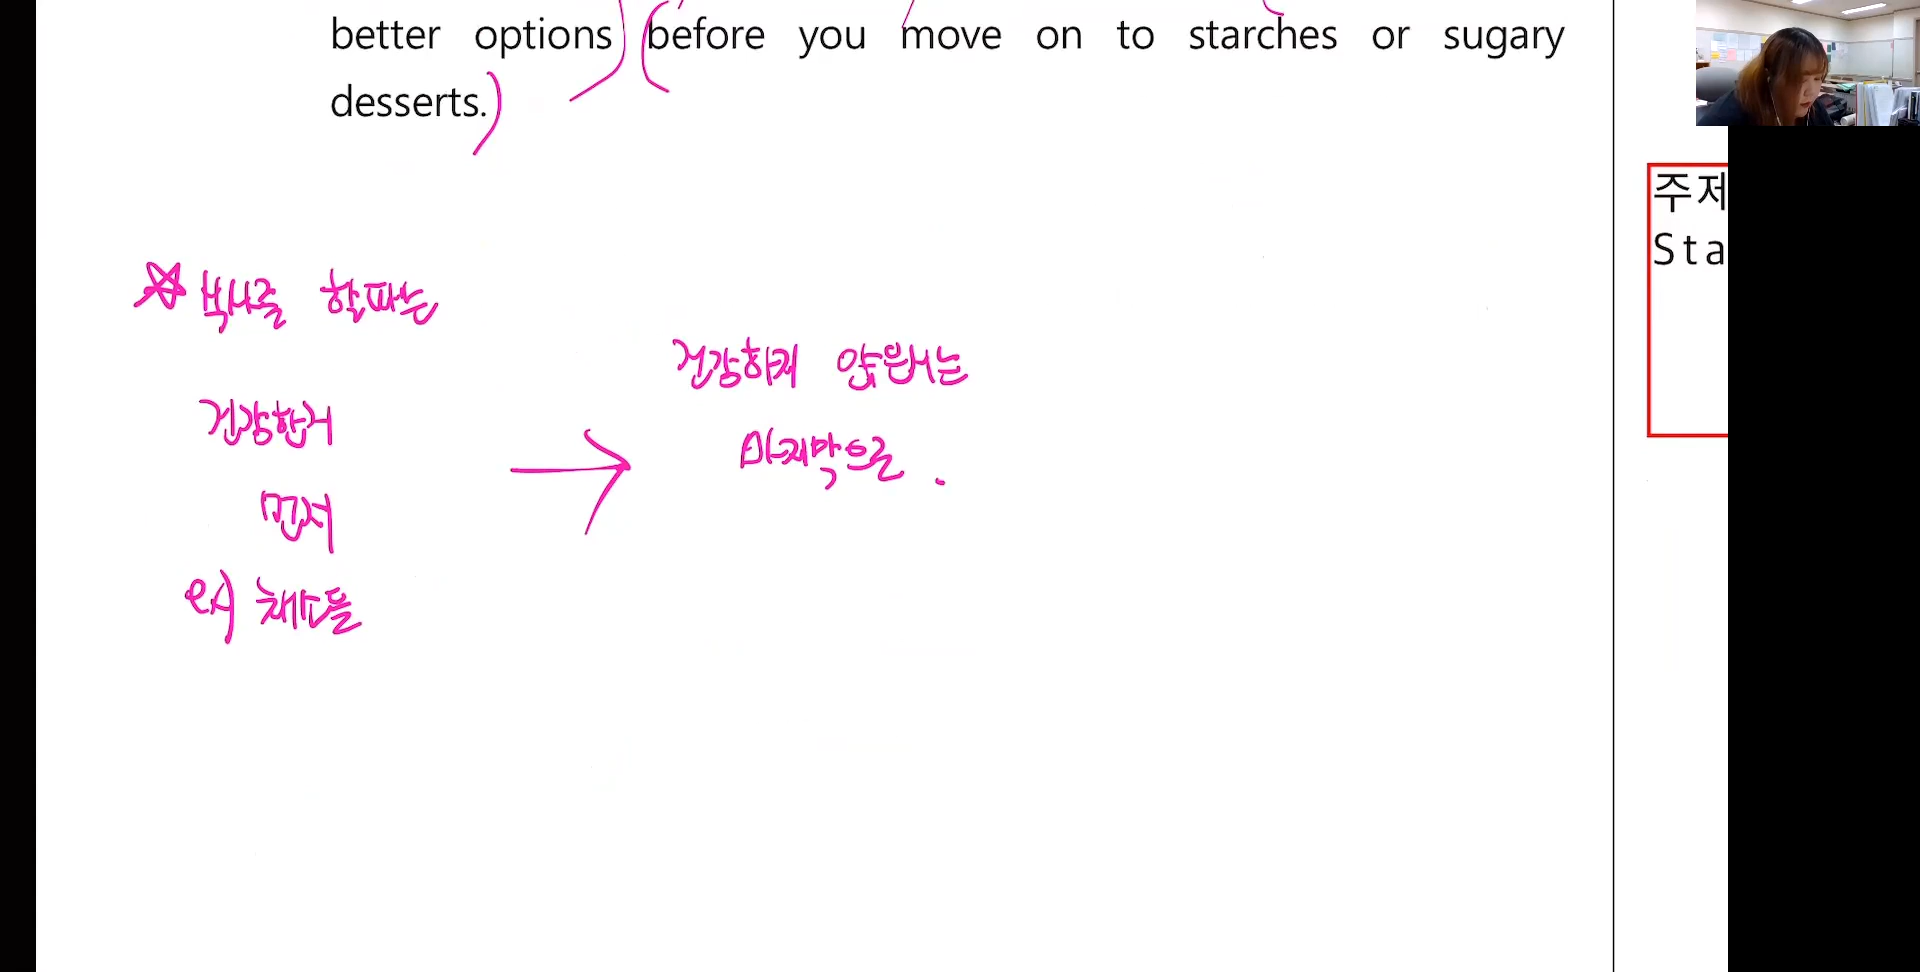 better options before you move on to starches or sugary
desserts.
주제
Sta
☆ 식사를 할때는
건강한거
먼저
ex) 채소들
건강하게 않은거는
마지막으로.